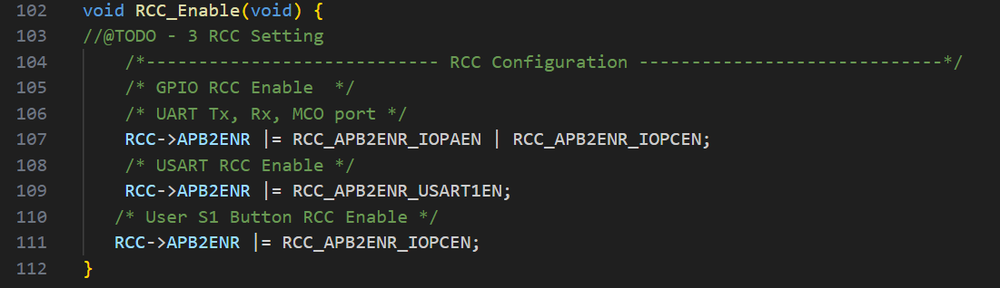 102 void RCC_Enable(void) {
103 //@TODO - 3 RCC Setting
104 /*---------------------------- RCC Configuration -----------------------------*/
105 /* GPIO RCC Enable  */
106 /* UART Tx, Rx, MCO port */
107 RCC->APB2ENR |= RCC_APB2ENR_IOPAEN | RCC_APB2ENR_IOPCEN;
108 /* USART RCC Enable */
109 RCC->APB2ENR |= RCC_APB2ENR_USART1EN;
110 /* User S1 Button RCC Enable */
111 RCC->APB2ENR |= RCC_APB2ENR_IOPCEN;
112 }